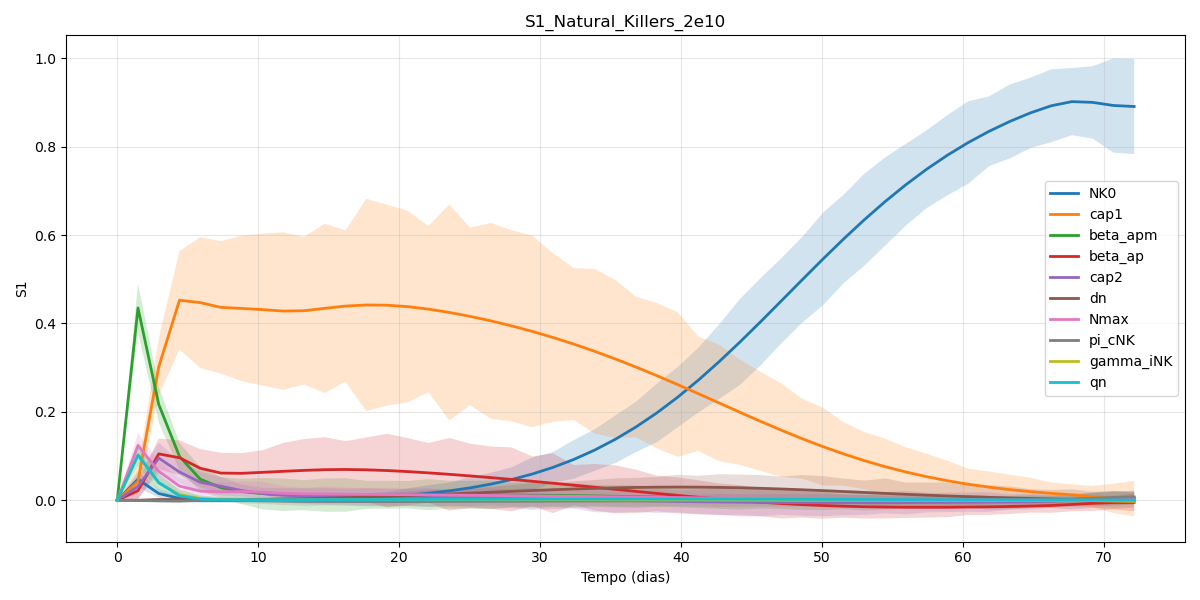 S1_Natural_Killers_2e10
1.0
0.8
0.6
0.4
0.2
0.0
S1
NK0
cap1
beta_apm
beta_ap
cap2
dn
Nmax
pi_cNK
gamma_iNK
qn
0 10 20 30 40 50 60 70
Tempo (dias)